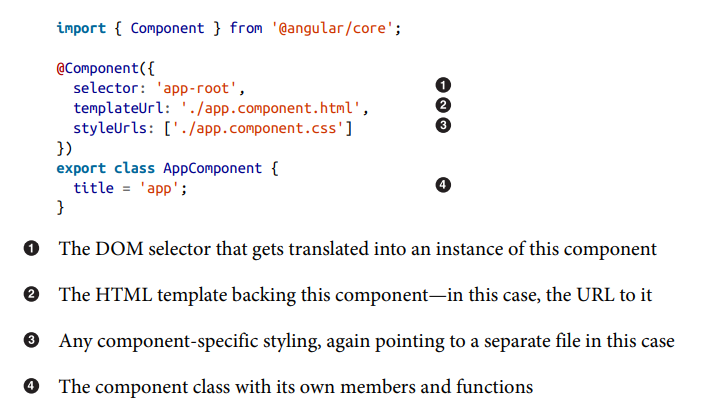 import { Component } from '@angular/core';
@Component({
  selector: 'app-root', ❶
  templateUrl: './app.component.html', ❷
  styleUrls: ['./app.component.css'] ❸
})
export class AppComponent {
  title = 'app'; ❹
}
❶ The DOM selector that gets translated into an instance of this component
❷ The HTML template backing this component—in this case, the URL to it
❸ Any component-specific styling, again pointing to a separate file in this case
❹ The component class with its own members and functions